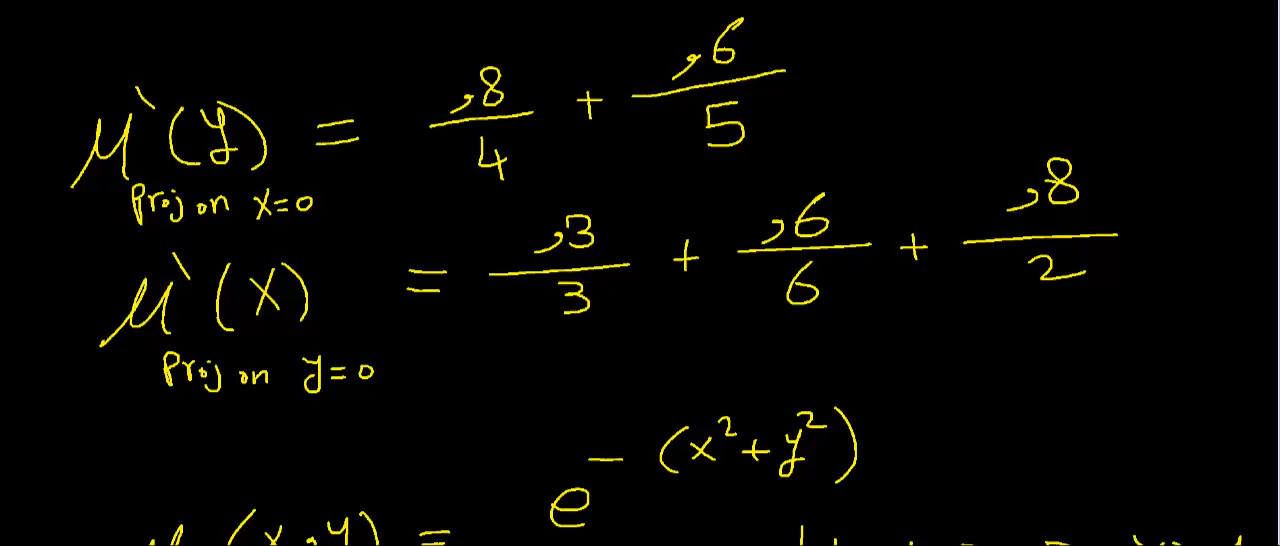 μ`(y) = ,8/4 + ,6/5
Proj on x=0
μ`(x) = ,3/3 + ,6/6 + ,8/2
Proj on y=0
e^-(x²+y²)
(x,y) =